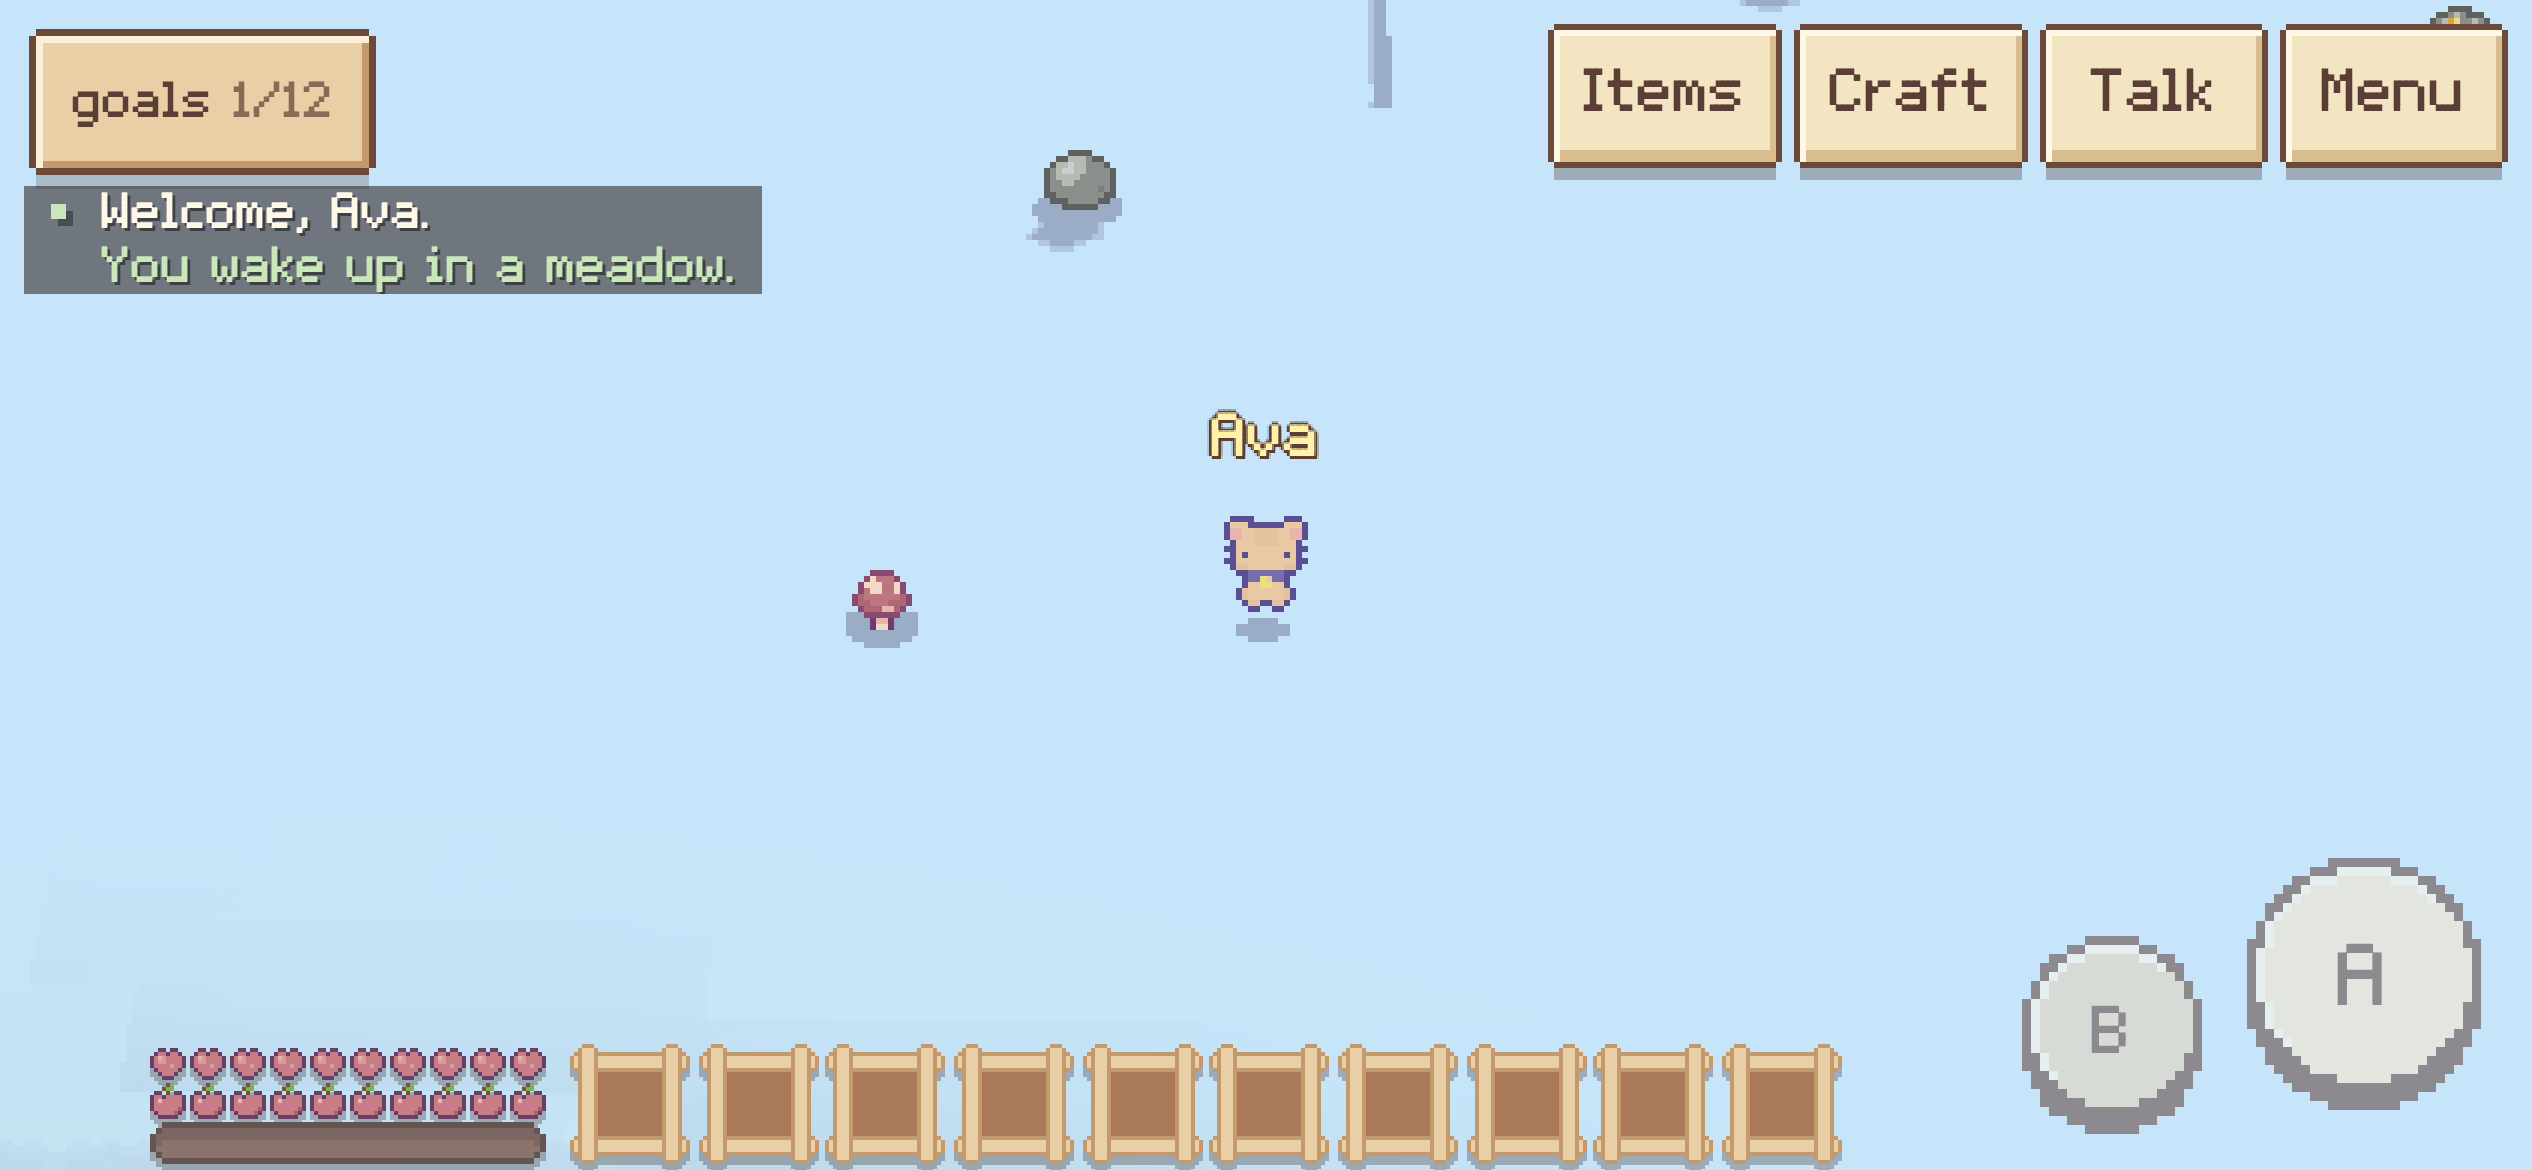 goals 1/12
Items
Craft
Talk
Menu
Welcome, Ava.
You wake up in a meadow.
Ava
A
B